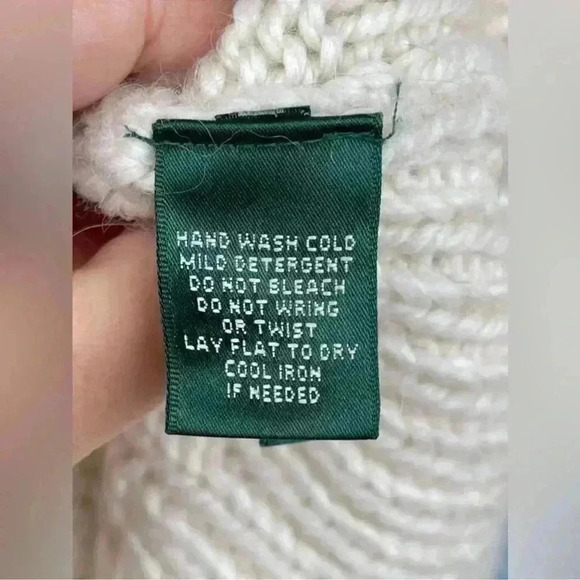 HAND WASH COLD
MILD DETERGENT
DO NOT BLEACH
DO NOT WRING
OR TWIST
LAY FLAT TO DRY
COOL IRON
IF NEEDED